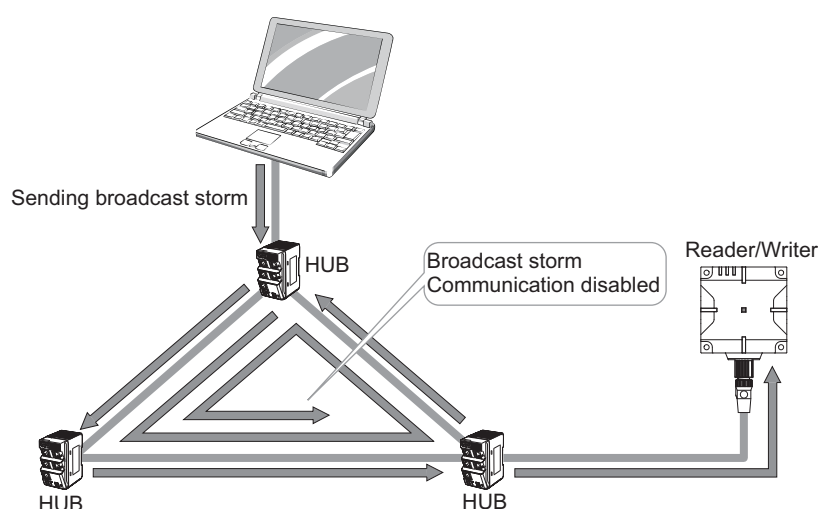 Sending broadcast storm
HUB
Broadcast storm
Communication disabled
Reader/Writer
HUB
HUB